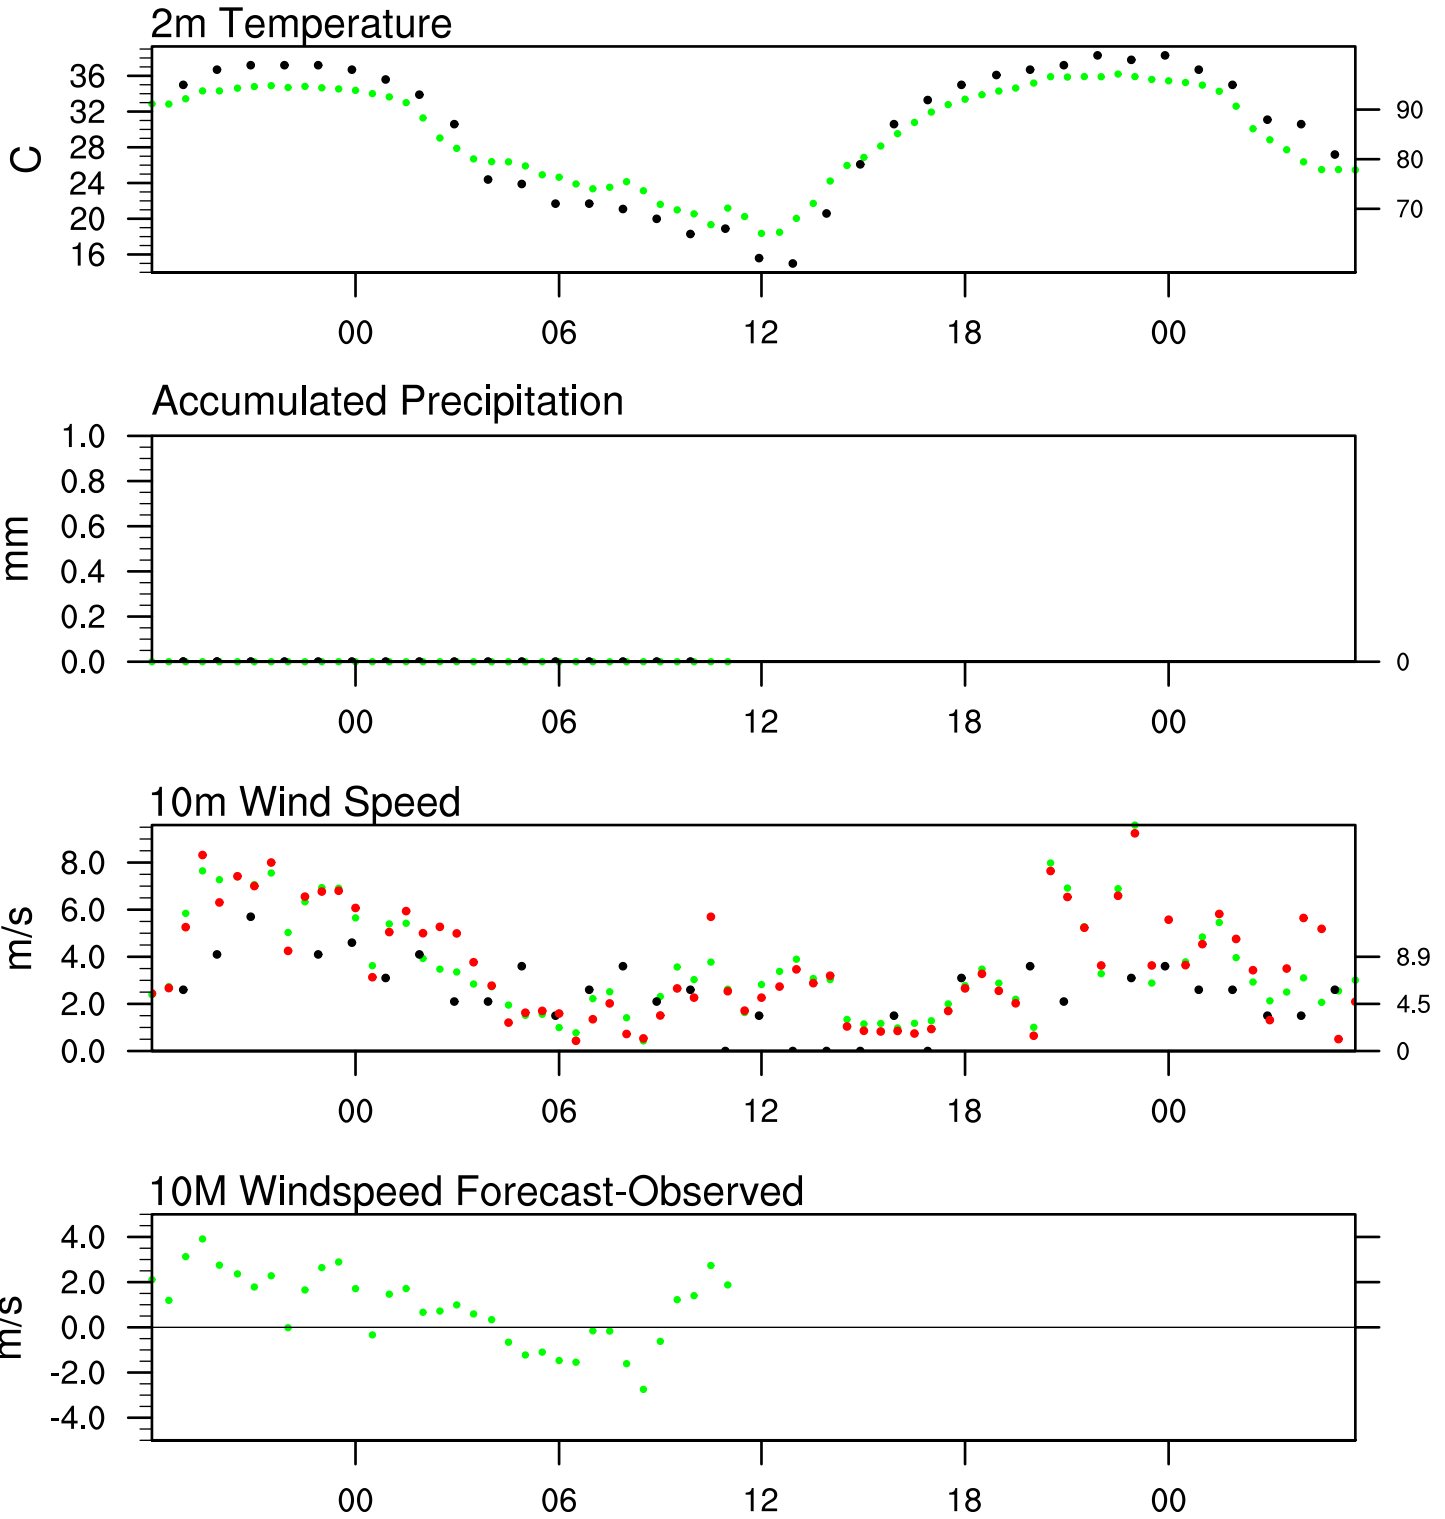 2m Temperature
C
36
32
28
24
20
16
90
80
70
00 06 12 18 00
Accumulated Precipitation
mm
1.0
0.8
0.6
0.4
0.2
0.0
0
00 06 12 18 00
10m Wind Speed
m/s
8.0
6.0
4.0
2.0
0.0
8.9
4.5
0
00 06 12 18 00
10M Windspeed Forecast-Observed
m/s
4.0
2.0
0.0
-2.0
-4.0
00 06 12 18 00